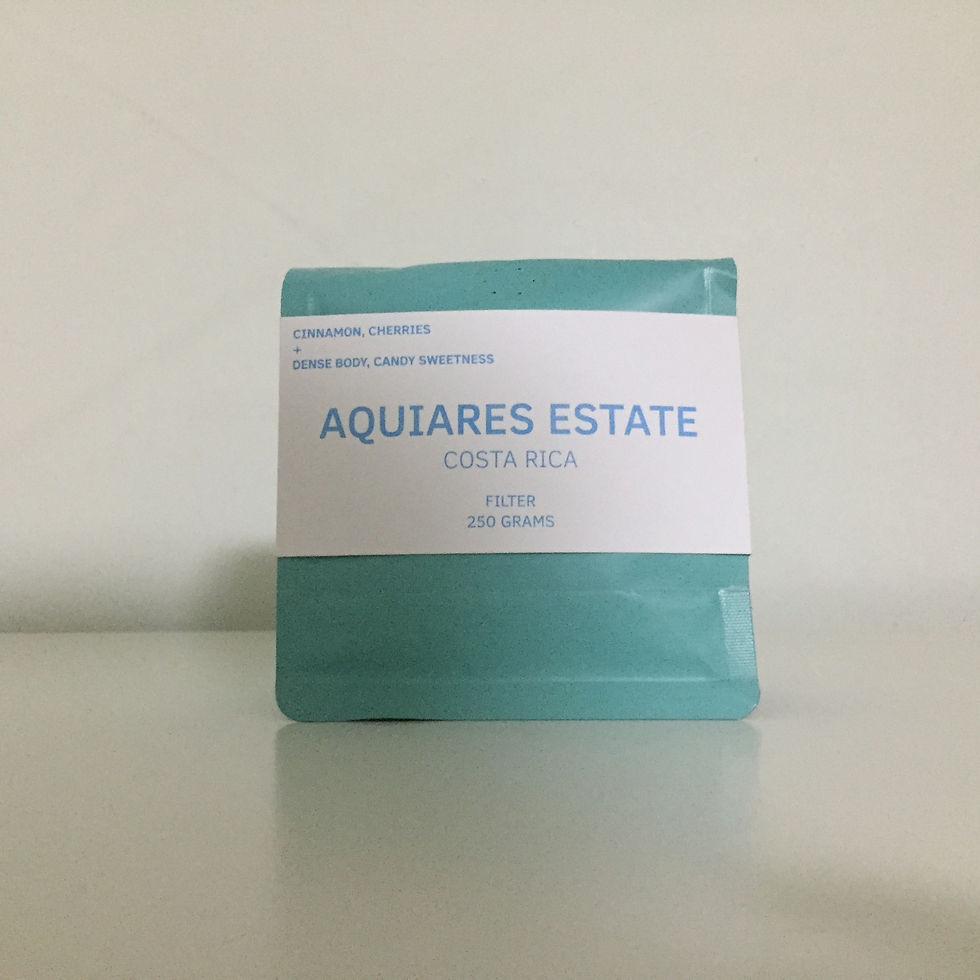 CINNAMON, CHERRIES
+
DENSE BODY, CANDY SWEETNESS
AQUIARES ESTATE
COSTA RICA
FILTER
250 GRAMS